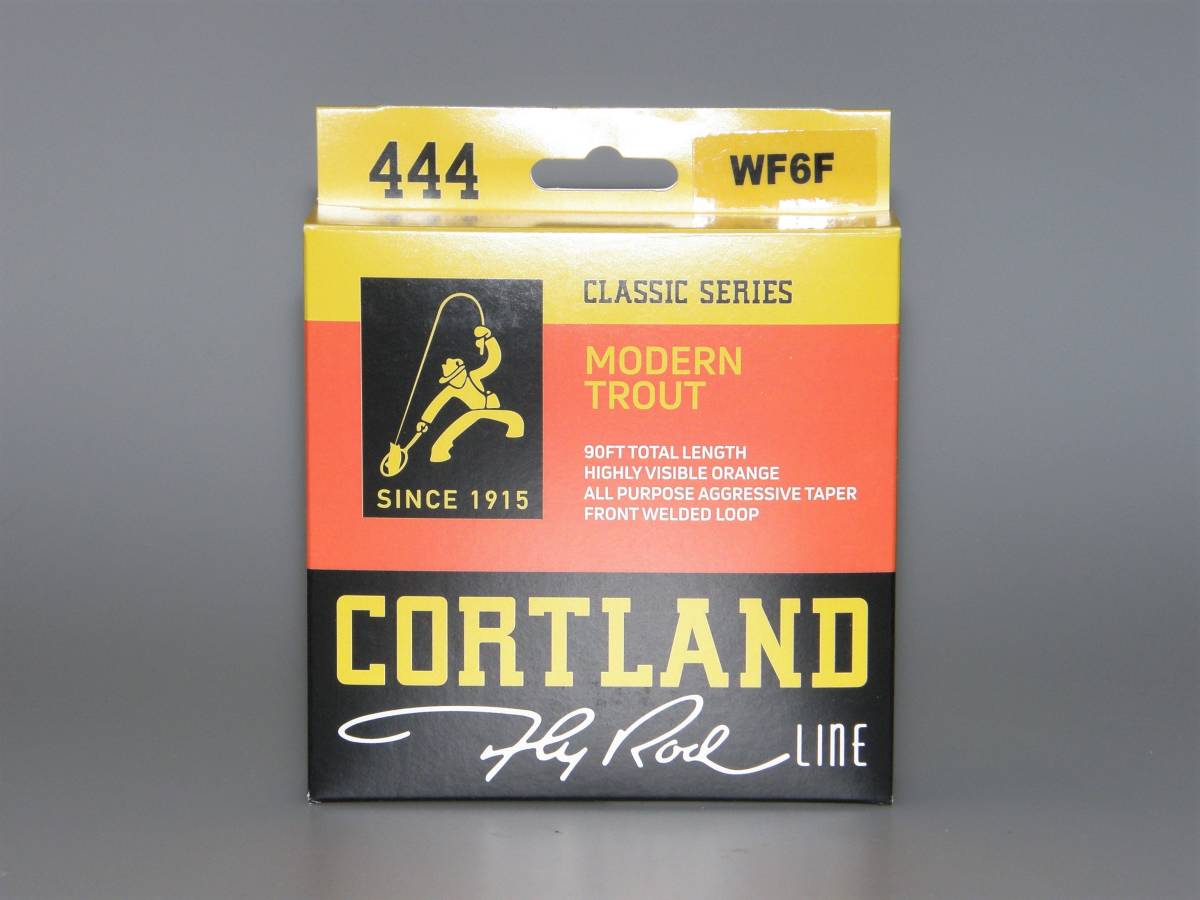 444
WF6F
CLASSIC SERIES
MODERN
TROUT
90FT TOTAL LENGTH
HIGHLY VISIBLE ORANGE
ALL PURPOSE AGGRESSIVE TAPER
FRONT WELDED LOOP
SINCE 1915
CORTLAND
Fly Rod LINE